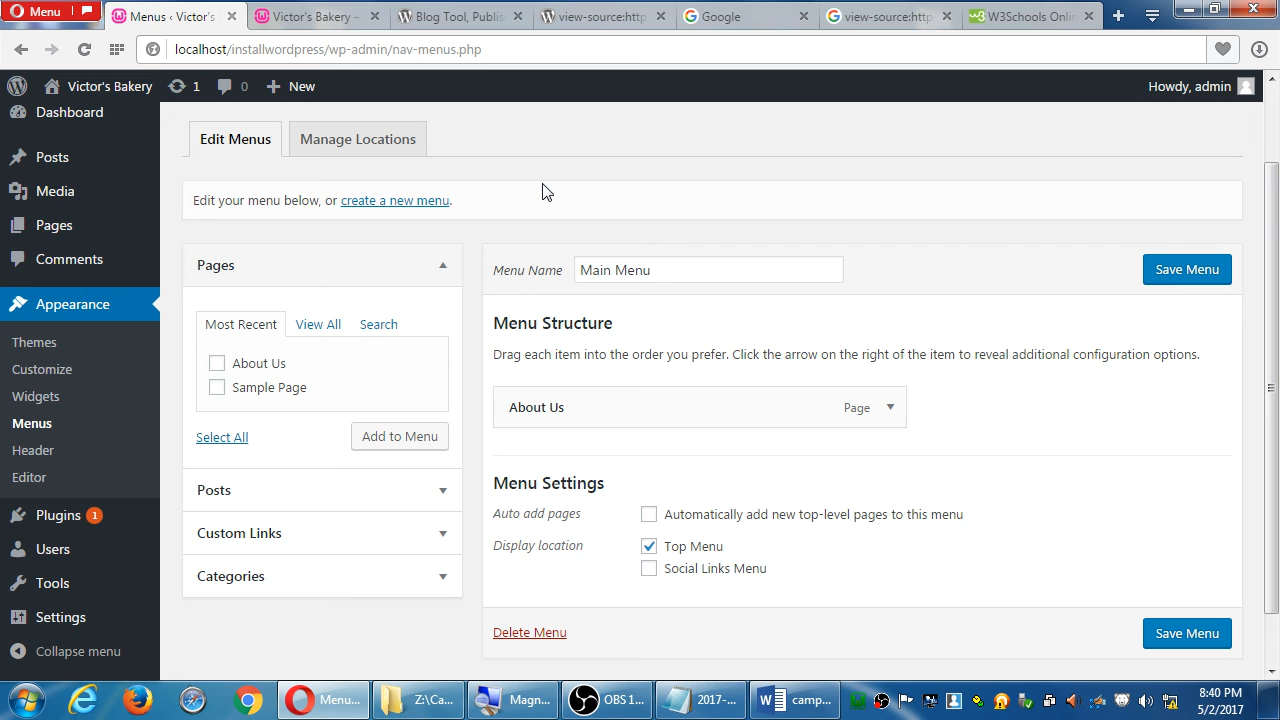 Menu
Menus ‹ Victor's
Victor's Bakery –
Blog Tool, Publis
view-source:http
Google
view-source:http
W3Schools Onlin
localhost/installwordpress/wp-admin/nav-menus.php
Victor's Bakery
1
0
New
Howdy, admin
Dashboard
Posts
Media
Pages
Comments
Appearance
Themes
Customize
Widgets
Menus
Header
Editor
Plugins 1
Users
Tools
Settings
Collapse menu
Edit Menus
Manage Locations
Edit your menu below, or create a new menu.
Pages
Most Recent
View All
Search
About Us
Sample Page
Select All
Add to Menu
Posts
Custom Links
Categories
Menu Name
Main Menu
Save Menu
Menu Structure
Drag each item into the order you prefer. Click the arrow on the right of the item to reveal additional configuration options.
About Us
Page
Menu Settings
Auto add pages
Automatically add new top-level pages to this menu
Display location
Top Menu
Social Links Menu
Delete Menu
Save Menu
Menu...
Z:\Ca...
Magn...
OBS 1...
2017-...
camp...
8:40 PM
5/2/2017